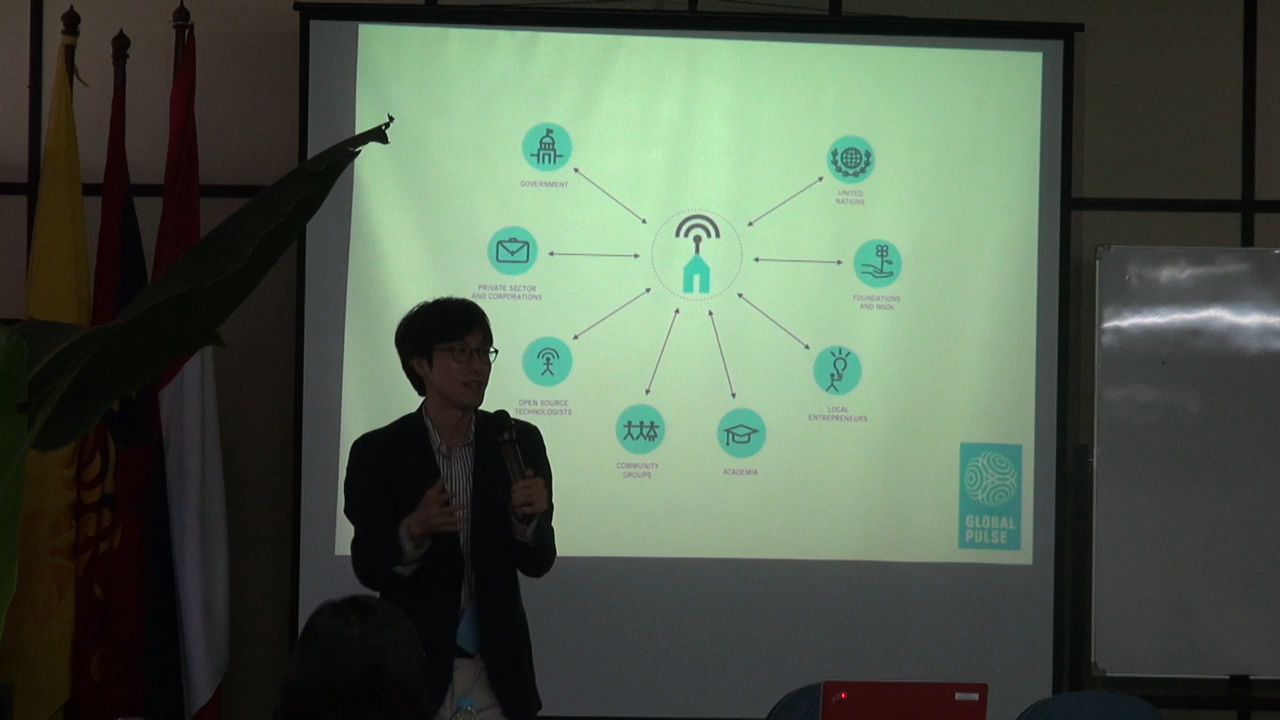 GOVERNMENT
UNITED
NATIONS
PRIVATE SECTOR
AND CORPORATIONS
FOUNDATIONS
AND NGOs
OPEN SOURCE
TECHNOLOGISTS
LOCAL
ENTREPRENEURS
COMMUNITY
GROUPS
ACADEMIA
GLOBAL
PULSE